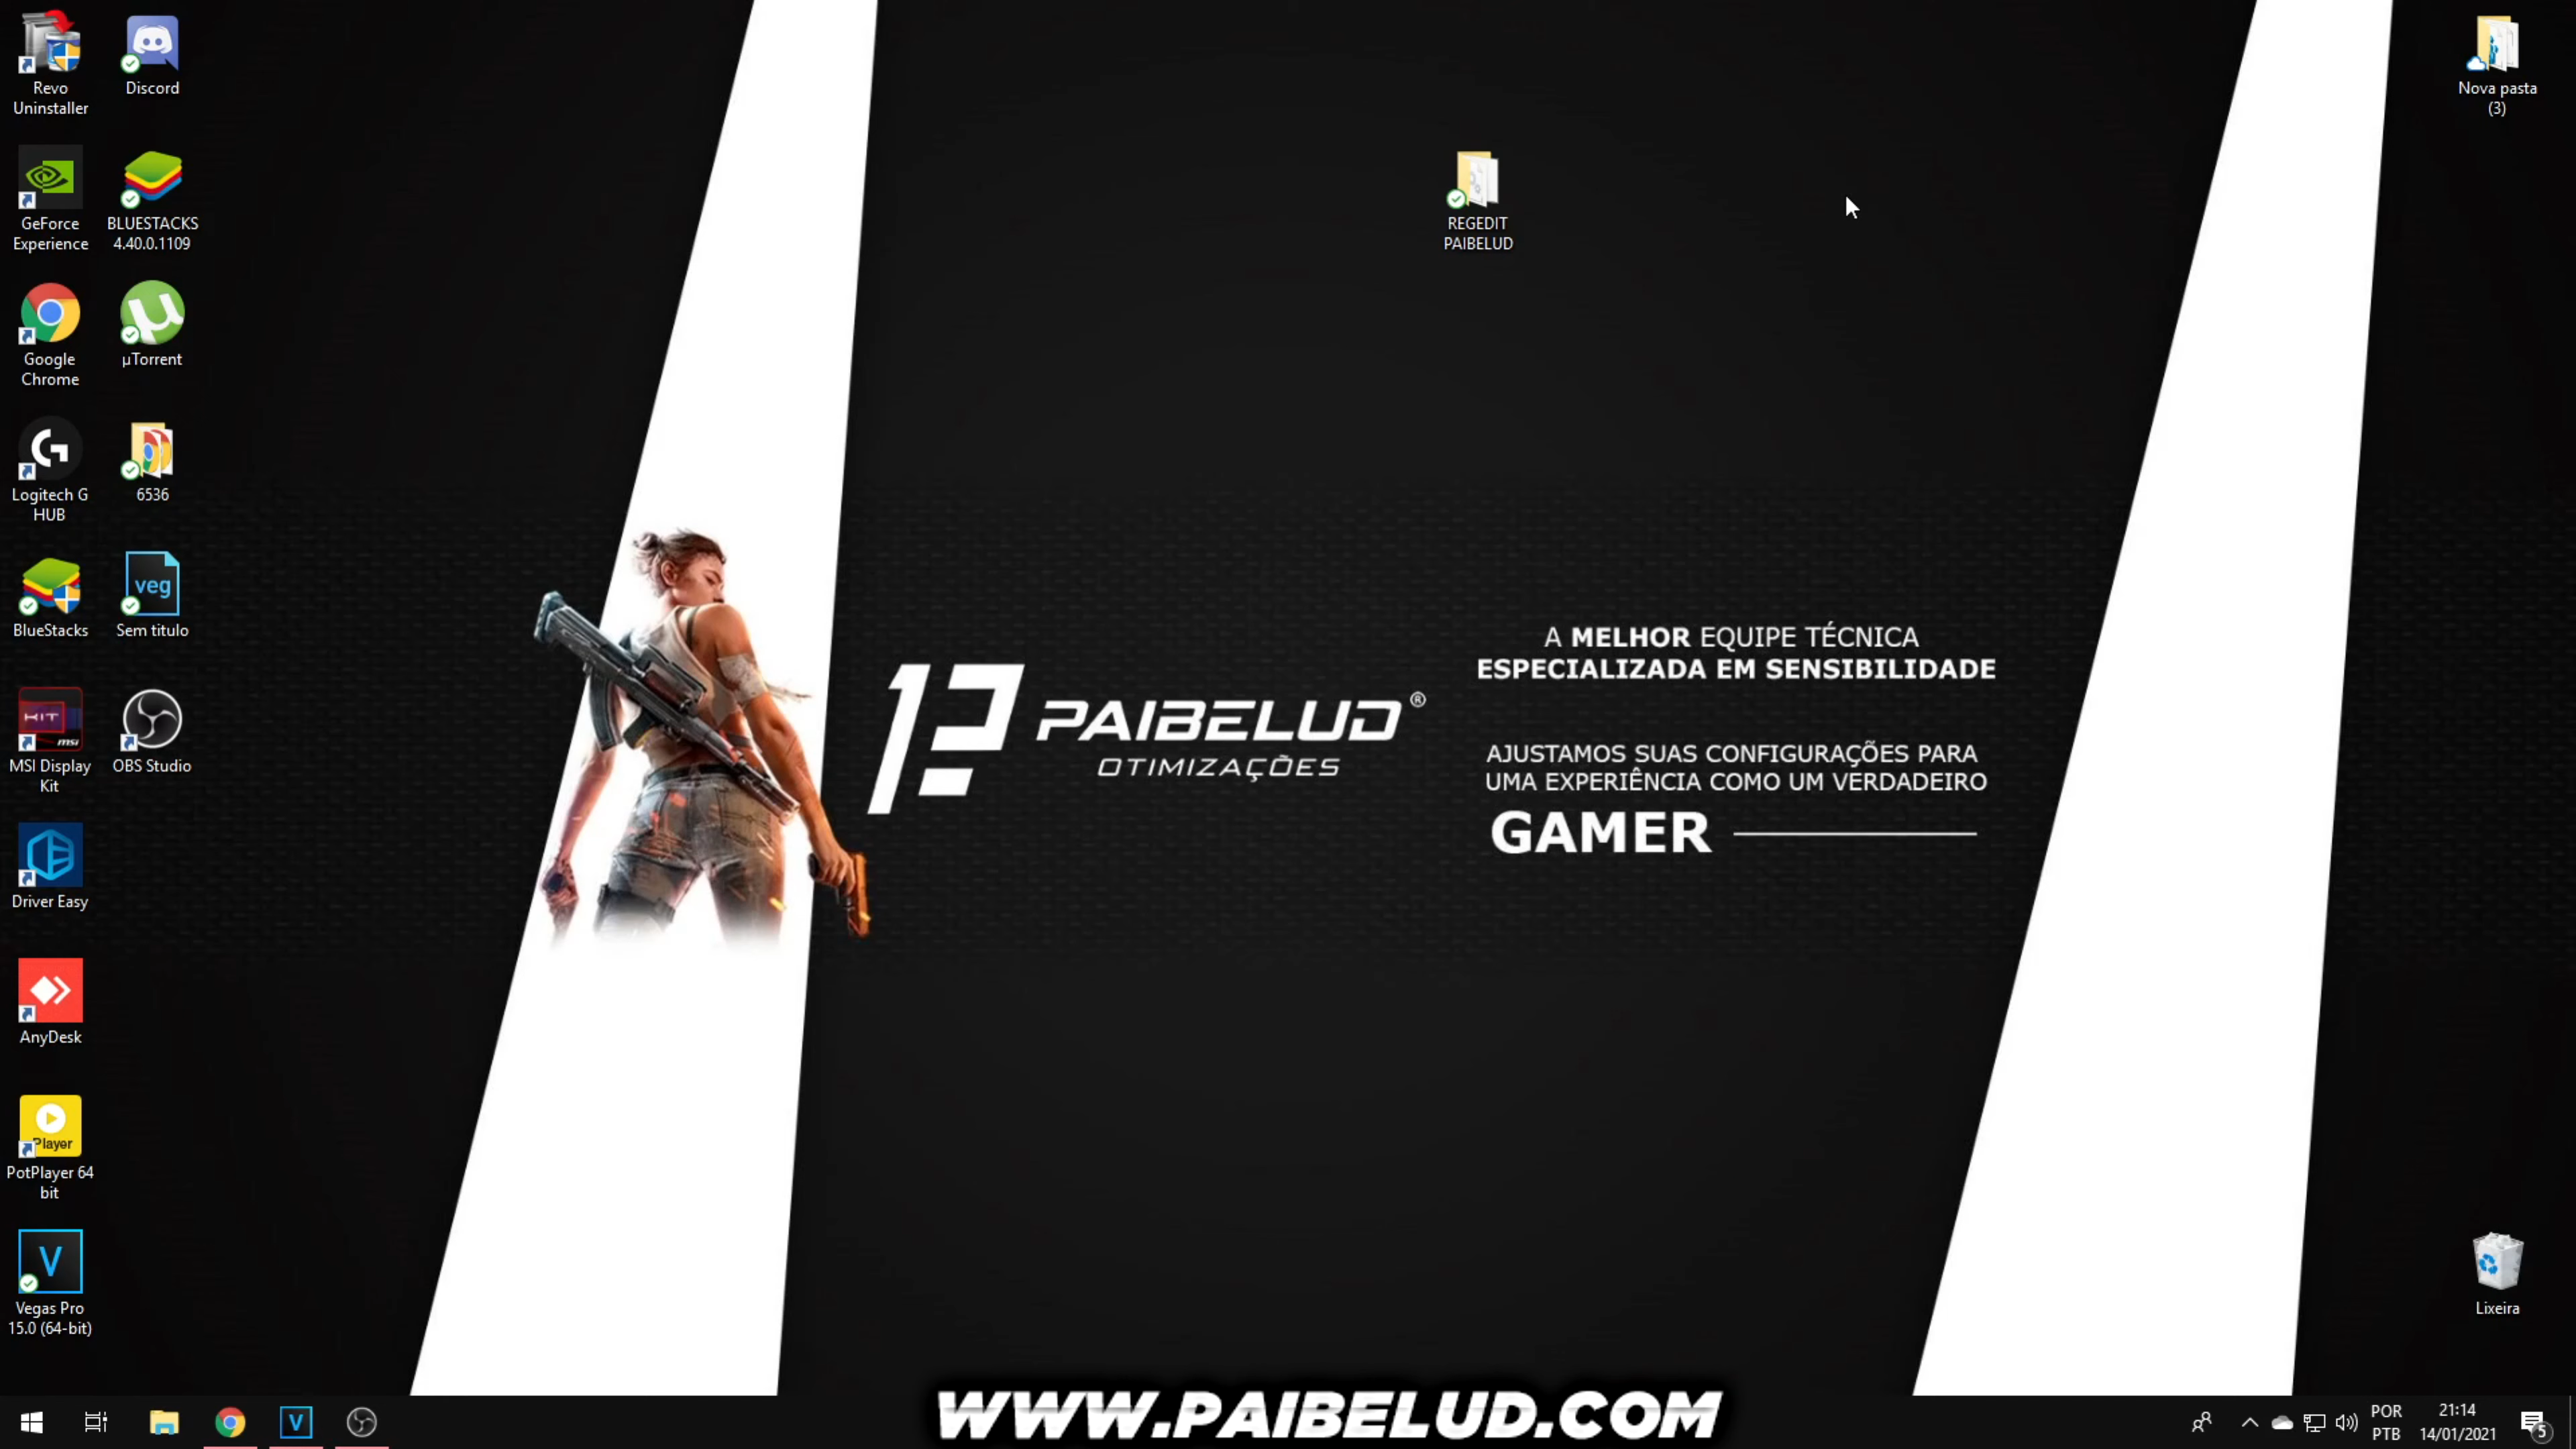 Revo
Uninstaller
Discord
GeForce
Experience
BLUESTACKS
4.40.0.1109
Google
Chrome
µTorrent
Logitech G
HUB
6536
BlueStacks
veg
Sem titulo
KIT
msi
MSI Display
Kit
OBS Studio
Driver Easy
AnyDesk
Player
PotPlayer 64
bit
V
Vegas Pro
15.0 (64-bit)
REGEDIT
PAIBELUD
Nova pasta
(3)
PAIBELUD®
OTIMIZAÇÕES
A MELHOR EQUIPE TÉCNICA
ESPECIALIZADA EM SENSIBILIDADE
AJUSTAMOS SUAS CONFIGURAÇÕES PARA
UMA EXPERIÊNCIA COMO UM VERDADEIRO
GAMER
Lixeira
WWW.PAIBELUD.COM
V
POR
PTB
21:14
14/01/2021
5